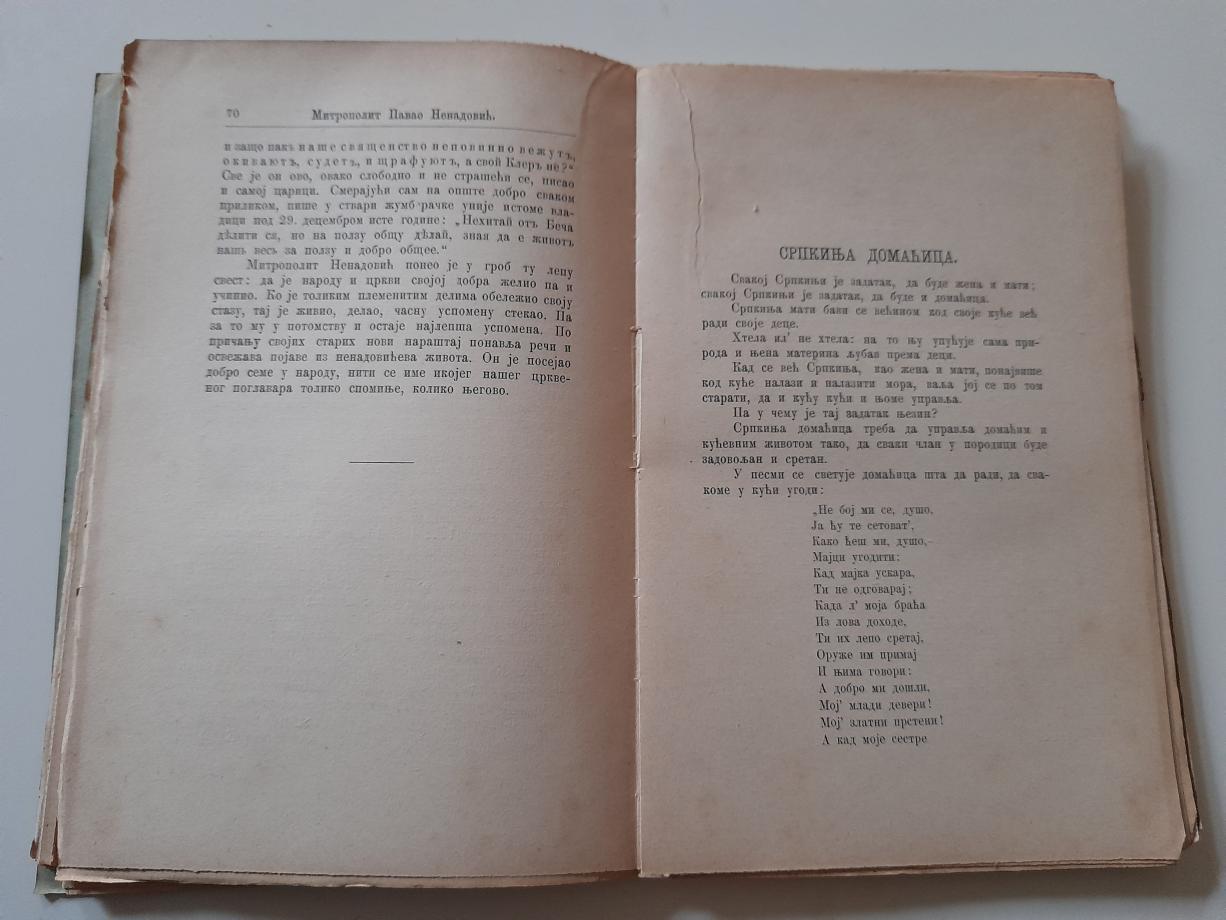 70 Митрополит Павао Ненадовић.
и защо пакъ наше священство неповинно вежутъ,
окиваютъ, судетъ, и щрафуютъ, а свой Клеръ не?“
Све је он ово, овако слободно и не страшећи се, писао
и самој царици. Смерајући сам на опште добро сваком
приликом, пише у ствари жумб рачке уније истоме вла-
дици под 29. децембром исте године: „Нехитай отъ Беча
дѣлити ся, но на ползу общу дѣлай, зная да е животъ
вашъ весь за ползу и добро общее.“
Митрополит Ненадовић понео је у гроб ту лепу
свест: да је народу и цркви својој добра желио па и
учинио. Ко је толиким племенитим делима обележио своју
стазу, тај је живио, делао, часну успомену стекао. Па
за то му у потомству и остаје најлепта успомена. По
причању својих старих нови нараштај понавља речи и
освежава појаве из ненадовићева живота. Он је посејао
добро семе у народу, нити се име икојег нашег цркве-
ног поглавара толико спомиње, колико његово.
СРПКИЊА ДОМАЋИЦА.
Свакој Српкињи је задатак, да буде жена и мати;
свакој Српкињи је задатак, да буде и домаћица.
Српкиња мати бави се већином код своје куће већ
ради своје деце.
Хтела ил’ не хтела: на то њу упућује сама при-
рода и њена материна љубав према деци.
Кад се већ Српкиња, као жена и мати, понајвише
код куће налази и налазити мора, ваља јој се по том
старати, да и кућу кући и њоме управља.
Па у чему је тај задатак њезин?
Српкиња домаћица треба да управља домаћим и
кућевним животом тако, да сваки члан у породици буде
задовољан и сретан.
У песми се светује домаћица шта да ради, да сва-
коме у кући угоди:
„Не бој ми се, душо,
Ја ћу те сетоват’,
Како ћеш ми, душо,
Мајци угодити:
Кад мајка ускара,
Ти не одговарај;
Када л’ моја браћа
Из лова доходе,
Ти их лепо сретај,
Оруже им примај
И њима говори:
А добро ми дошли,
Мој’ млади девери!
Мој’ златни прстени!
А кад моје сестре